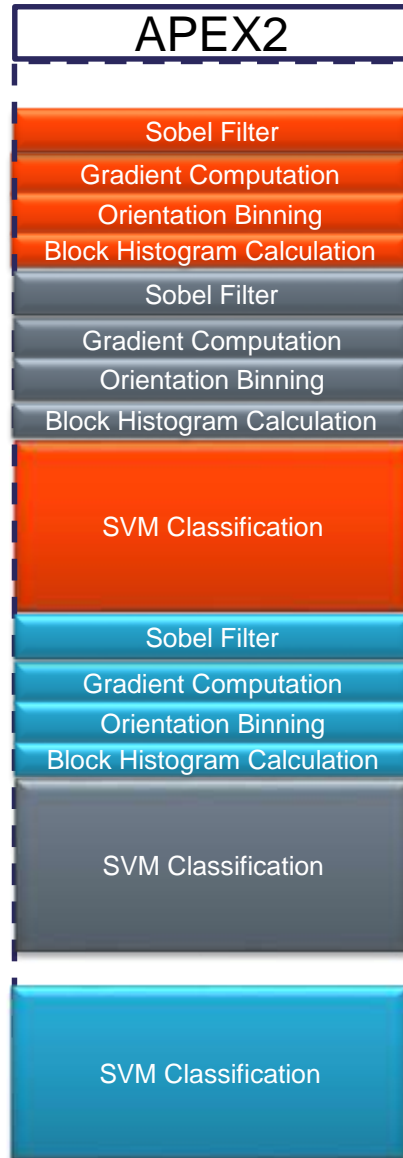 APEX2
Sobel Filter
Gradient Computation
Orientation Binning
Block Histogram Calculation
Sobel Filter
Gradient Computation
Orientation Binning
Block Histogram Calculation
SVM Classification
Sobel Filter
Gradient Computation
Orientation Binning
Block Histogram Calculation
SVM Classification
SVM Classification